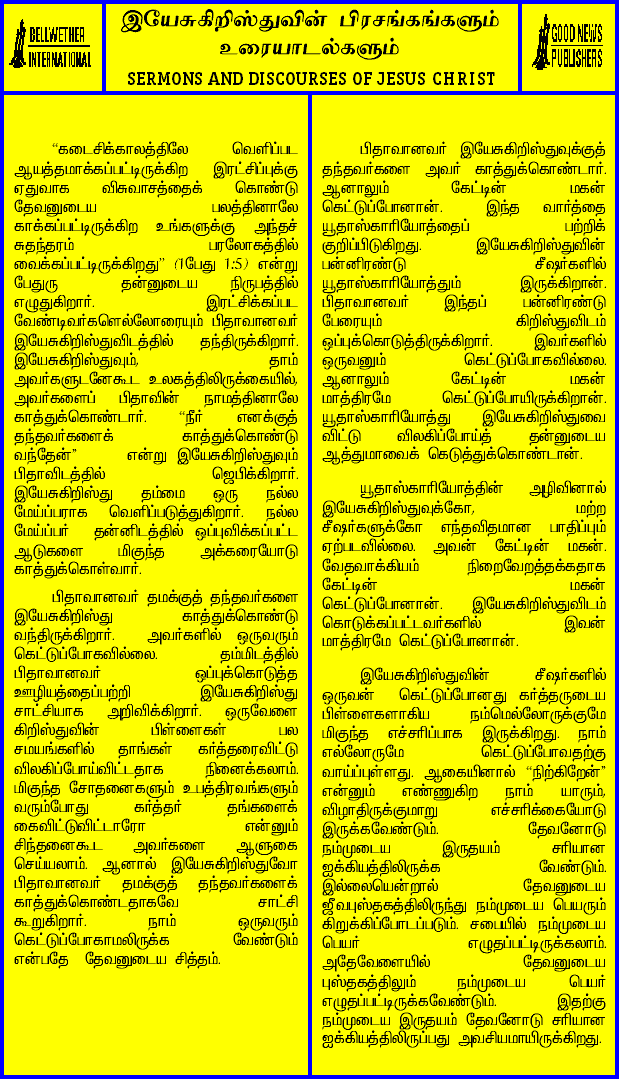 BELLWETHER
INTERNATIONAL
இயேசுகிறிஸ்துவின் பிரசங்கங்களும்
உரையாடல்களும்
SERMONS AND DISCOURSES OF JESUS CHRIST
GOOD NEWS
PUBLISHERS
“கடைசிக்காலத்திலே வெளிப்பட
ஆயத்தமாக்கப்பட்டிருக்கிற இரட்சிப்புக்கு
ஏதுவாக விசுவாசத்தைக் கொண்டு
தேவனுடைய பலத்தினாலே
காக்கப்பட்டிருக்கிற உங்களுக்கு அந்தச்
சுதந்தரம் பரலோகத்தில்
வைக்கப்பட்டிருக்கிறது” (1பேது 1:5) என்று
பேதுரு தன்னுடைய நிருபத்தில்
எழுதுகிறார். இரட்சிக்கப்பட
வேண்டிவர்களெல்லோரையும் பிதாவானவர்
இயேசுகிறிஸ்துவிடத்தில் தந்திருக்கிறார்.
இயேசுகிறிஸ்துவும், தாம்
அவர்களுடனேகூட உலகத்திலிருக்கையில்,
அவர்களைப் பிதாவின் நாமத்தினாலே
காத்துக்கொண்டார். “நீர் எனக்குத்
தந்தவர்களைக் காத்துக்கொண்டு
வந்தேன்” என்று இயேசுகிறிஸ்துவும்
பிதாவிடத்தில் ஜெபிக்கிறார்.
இயேசுகிறிஸ்து தம்மை ஒரு நல்ல
மேய்ப்பராக வெளிப்படுத்துகிறார். நல்ல
மேய்ப்பர் தன்னிடத்தில் ஒப்புவிக்கப்பட்ட
ஆடுகளை மிகுந்த அக்கரையோடு
காத்துக்கொள்வார்.
பிதாவானவர் தமக்குத் தந்தவர்களை
இயேசுகிறிஸ்து காத்துக்கொண்டு
வந்திருக்கிறார். அவர்களில் ஒருவரும்
கெட்டுப்போகவில்லை. தம்மிடத்தில்
பிதாவானவர் ஒப்புக்கொடுத்த
ஊழியத்தைப்பற்றி இயேசுகிறிஸ்து
சாட்சியாக அறிவிக்கிறார். ஒருவேளை
கிறிஸ்துவின் பிள்ளைகள் பல
சமயங்களில் தாங்கள் கர்த்தரைவிட்டு
விலகிப்போய்விட்டதாக நினைக்கலாம்.
மிகுந்த சோதனைகளும் உபத்திரவங்களும்
வரும்போது கர்த்தர் தங்களைக்
கைவிட்டுவிட்டாரோ என்னும்
சிந்தனைகூட அவர்களை ஆளுகை
செய்யலாம். ஆனால் இயேசுகிறிஸ்துவோ
பிதாவானவர் தமக்குத் தந்தவர்களைக்
காத்துக்கொண்டதாகவே சாட்சி
கூறுகிறார். நாம் ஒருவரும்
கெட்டுப்போகாமலிருக்க வேண்டும்
என்பதே தேவனுடைய சித்தம்.
பிதாவானவர் இயேசுகிறிஸ்துவுக்குத்
தந்தவர்களை அவர் காத்துக்கொண்டார்.
ஆனாலும் கேட்டின் மகன்
கெட்டுப்போனான். இந்த வார்த்தை
யூதாஸ்காரியோத்தைப் பற்றிக்
குறிப்பிடுகிறது. இயேசுகிறிஸ்துவின்
பன்னிரண்டு சீஷர்களில்
யூதாஸ்காரியோத்தும் இருக்கிறான்.
பிதாவானவர் இந்தப் பன்னிரண்டு
பேரையும் கிறிஸ்துவிடம்
ஒப்புக்கொடுத்திருக்கிறார். இவர்களில்
ஒருவனும் கெட்டுப்போகவில்லை.
ஆனாலும் கேட்டின் மகன்
மாத்திரமே கெட்டுப்போயிருக்கிறான்.
யூதாஸ்காரியோத்து இயேசுகிறிஸ்துவை
விட்டு விலகிப்போய்த் தன்னுடைய
ஆத்துமாவைக் கெடுத்துக்கொண்டான்.
யூதாஸ்காரியோத்தின் அழிவினால்
இயேசுகிறிஸ்துவுக்கோ, மற்ற
சீஷர்களுக்கோ எந்தவிதமான பாதிப்பும்
ஏற்படவில்லை. அவன் கேட்டின் மகன்.
வேதவாக்கியம் நிறைவேறத்தக்கதாக
கேட்டின் மகன்
கெட்டுப்போனான். இயேசுகிறிஸ்துவிடம்
கொடுக்கப்பட்டவர்களில் இவன்
மாத்திரமே கெட்டுப்போனான்.
இயேசுகிறிஸ்துவின் சீஷர்களில்
ஒருவன் கெட்டுப்போனது கர்த்தருடைய
பிள்ளைகளாகிய நம்மெல்லோருக்குமே
மிகுந்த எச்சரிப்பாக இருக்கிறது. நாம்
எல்லோருமே கெட்டுப்போவதற்கு
வாய்ப்புள்ளது. ஆகையினால் “நிற்கிறேன்”
என்னும் எண்ணுகிற நாம் யாரும்,
விழாதிருக்குமாறு எச்சரிக்கையோடு
இருக்கவேண்டும். தேவனோடு
நம்முடைய இருதயம் சரியான
ஐக்கியத்திலிருக்க வேண்டும்.
இல்லையென்றால் தேவனுடைய
ஜீவபுஸ்தகத்திலிருந்து நம்முடைய பெயரும்
கிறுக்கிப்போடப்படும். சபையில் நம்முடைய
பெயர் எழுதப்பட்டிருக்கலாம்.
அதேவேளையில் தேவனுடைய
புஸ்தகத்திலும் நம்முடைய பெயர்
எழுதப்பட்டிருக்கவேண்டும். இதற்கு
நம்முடைய இருதயம் தேவனோடு சரியான
ஐக்கியத்திலிருப்பது அவசியமாயிருக்கிறது.